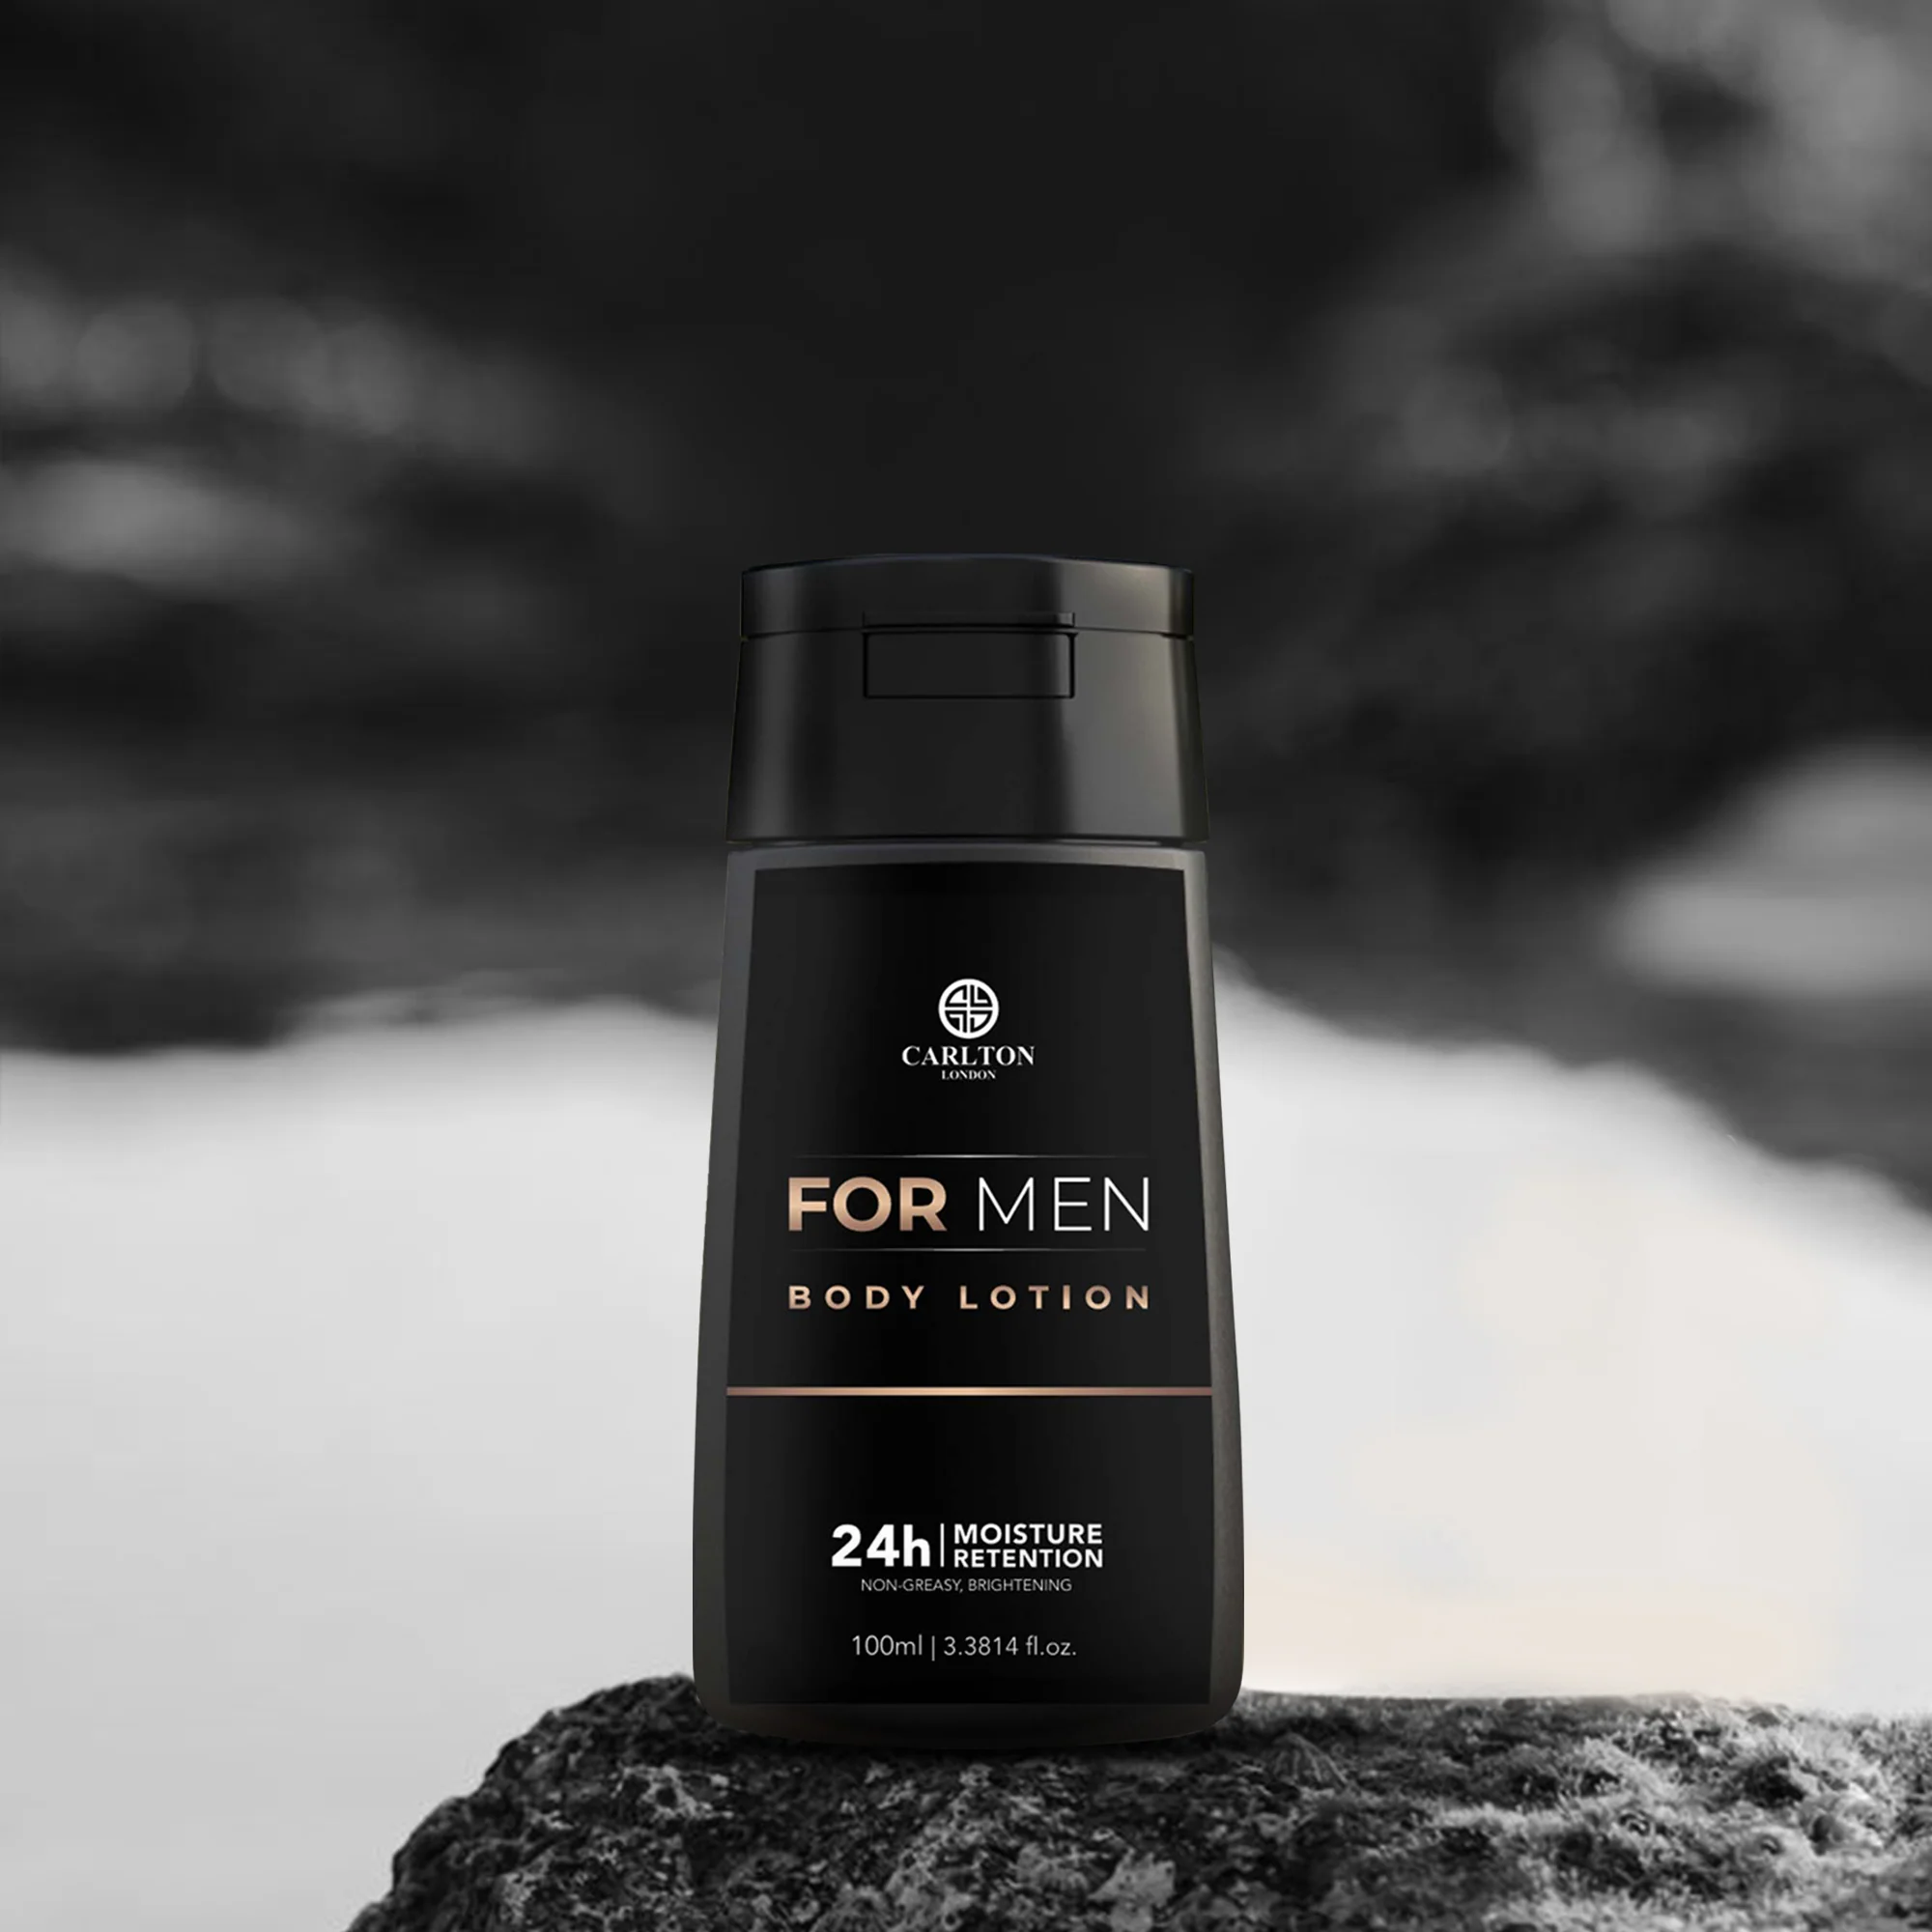 CARLTON
LONDON
FOR MEN
BODY LOTION
24h | MOISTURE
RETENTION
NON-GREASY, BRIGHTENING
100ml | 3.3814 fl.oz.